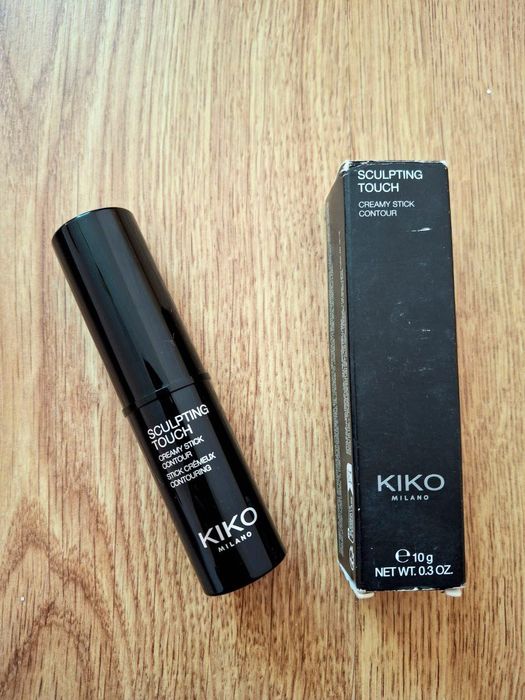 SCULPTING
TOUCH
CREAMY STICK
CONTOUR
STICK CRÉMEUX
CONTOURING
KIKO
MILANO
SCULPTING
TOUCH
CREAMY STICK
CONTOUR
KIKO
MILANO
℮ 10 g
NET WT. 0.3 OZ.